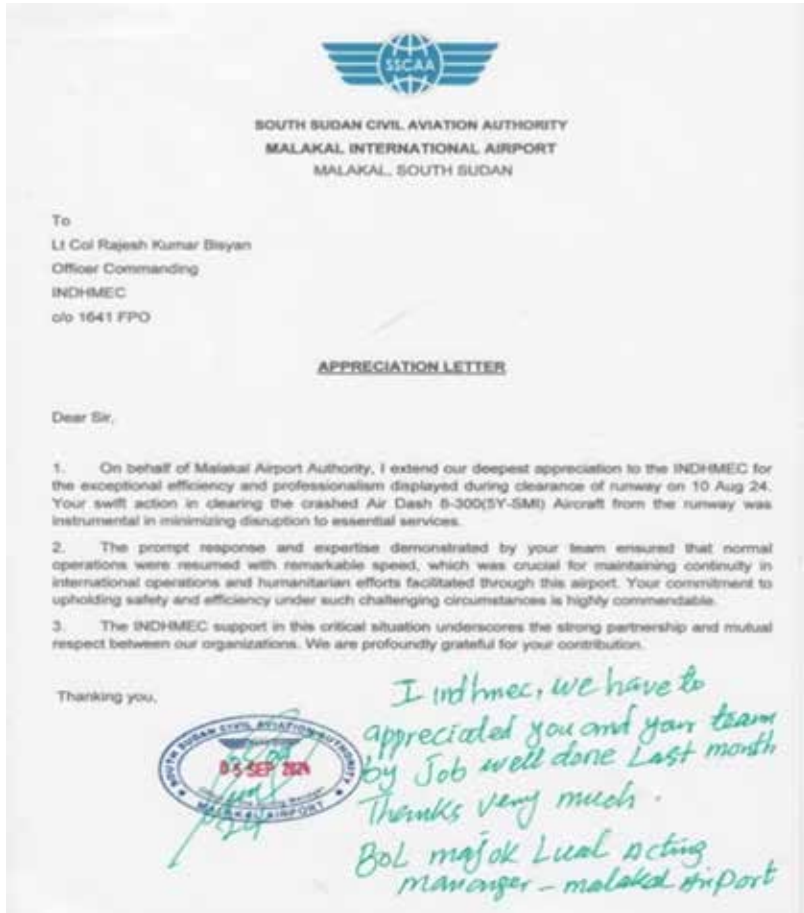 SSCAA
SOUTH SUDAN CIVIL AVIATION AUTHORITY
MALAKAL INTERNATIONAL AIRPORT
MALAKAL, SOUTH SUDAN
To
Lt Col Rajesh Kumar Bisyan
Officer Commanding
INDHMEC
c/o 1641 FPO
APPRECIATION LETTER
Dear Sir,
1. On behalf of Malakal Airport Authority, I extend our deepest appreciation to the INDHMEC for
the exceptional efficiency and professionalism displayed during clearance of runway on 10 Aug 24.
Your swift action in clearing the crashed Air Dash 8-300(5Y-SMI) Aircraft from the runway was
instrumental in minimizing disruption to essential services.
2. The prompt response and expertise demonstrated by your team ensured that normal
operations were resumed with remarkable speed, which was crucial for maintaining continuity in
international operations and humanitarian efforts facilitated through this airport. Your commitment to
upholding safety and efficiency under such challenging circumstances is highly commendable.
3. The INDHMEC support in this critical situation underscores the strong partnership and mutual
respect between our organizations. We are profoundly grateful for your contribution.
Thanking you,
SOUTH SUDAN CIVIL AVIATION AUTHORITY
05 SEP 2024
MALAKAL AIRPORT
I indhmec, we have to
appreciated you and your team
by Job well done Last month
Thanks very much.
BOL majok Lual Acting
mananger - malakal Airport